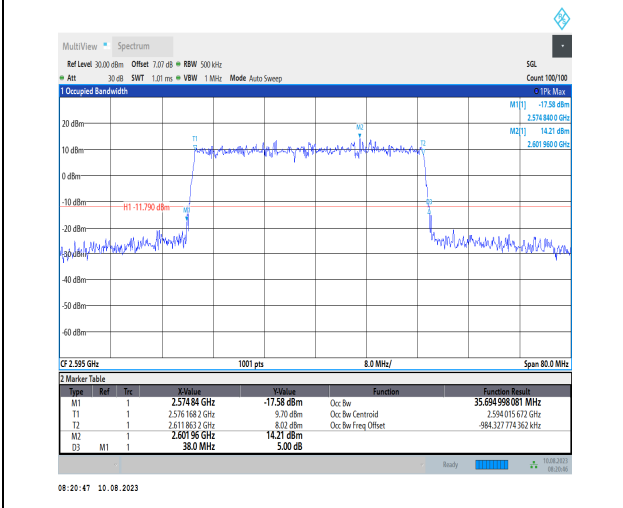 MultiView Spectrum
Ref Level 30.00 dBm Offset 7.07 dB RBW 500 kHz SGL
Att 30 dB SWT 1.01 ms VBW 1 MHz Mode Auto Sweep Count 100/100
1 Occupied Bandwidth 1Pk Max
M1[1] -17.58 dBm
2.574 840 0 GHz
M2[1] 14.21 dBm
2.601 960 0 GHz
20 dBm
M2
T1
T2
10 dBm
0 dBm
-10 dBm
H1 -11.790 dBm
M1
D3
-20 dBm
-30 dBm
-40 dBm
-50 dBm
-60 dBm
CF 2.595 GHz 1001 pts 8.0 MHz/ Span 80.0 MHz
2 Marker Table
Type Ref Trc X-Value Y-Value Function Function Result
M1 1 2.574 84 GHz -17.58 dBm Occ Bw 35.694 998 081 MHz
T1 1 2.576 168 2 GHz 9.70 dBm Occ Bw Centroid 2.594 015 672 GHz
T2 1 2.611 863 2 GHz 8.02 dBm Occ Bw Freq Offset -984.327 774 362 kHz
M2 1 2.601 96 GHz 14.21 dBm
D3 M1 1 38.0 MHz 5.00 dB
Ready 10.08.2023
08:20:46
08:20:47 10.08.2023